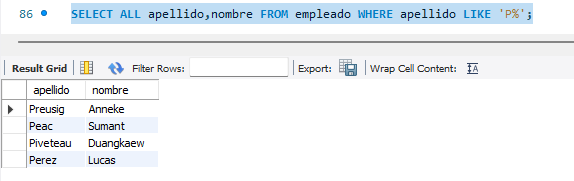 86 SELECT ALL apellido,nombre FROM empleado WHERE apellido LIKE 'P%';
Result Grid Filter Rows: Export: Wrap Cell Content: IA
apellido nombre
Preusig Anneke
Peac Sumant
Piveteau Duangkaew
Perez Lucas